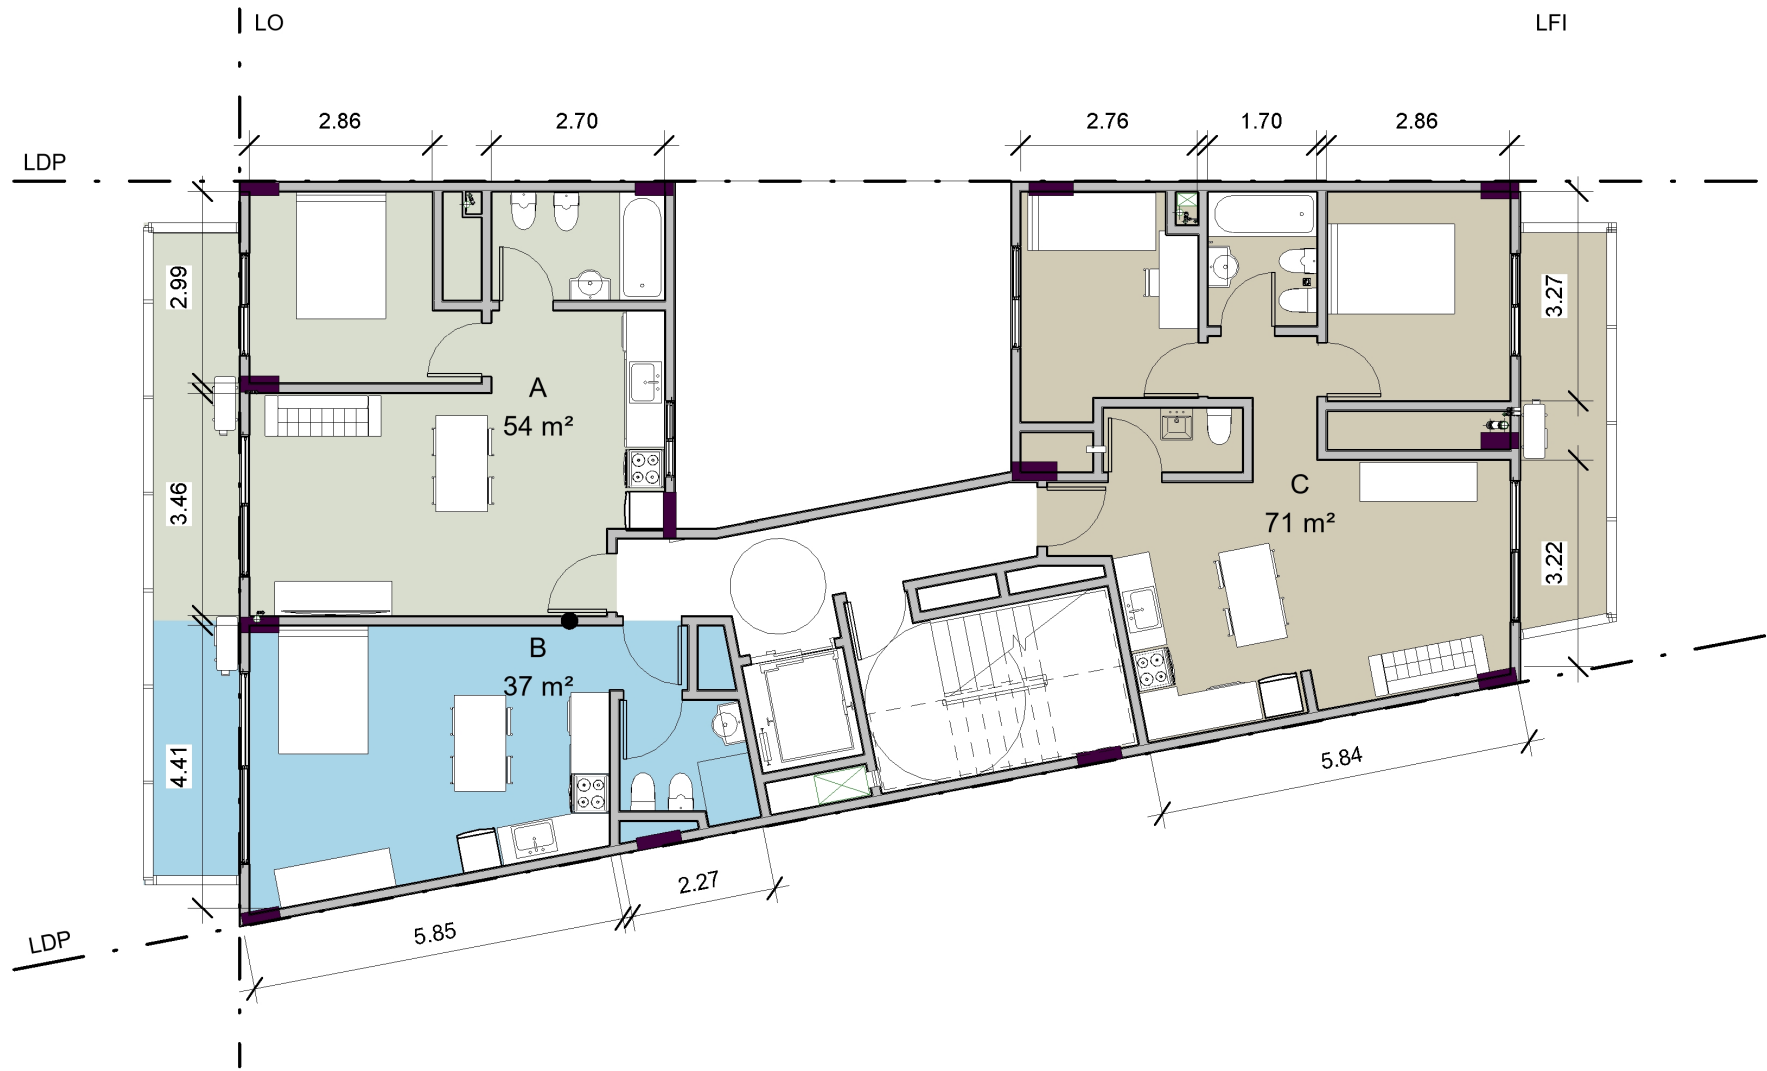 LO
LFI
2.86
2.70
2.76
1.70
2.86
LDP
2.99
3.27
A
54 m²
3.46
C
71 m²
3.22
B
37 m²
4.41
5.84
2.27
5.85
LDP